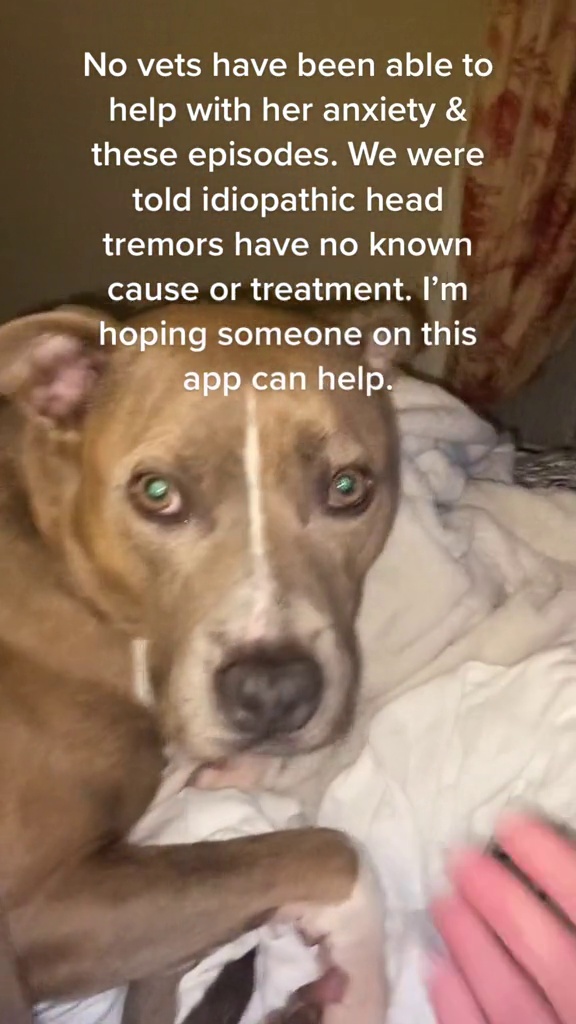 No vets have been able to
help with her anxiety &
these episodes. We were
told idiopathic head
tremors have no known
cause or treatment. I'm
hoping someone on this
app can help.